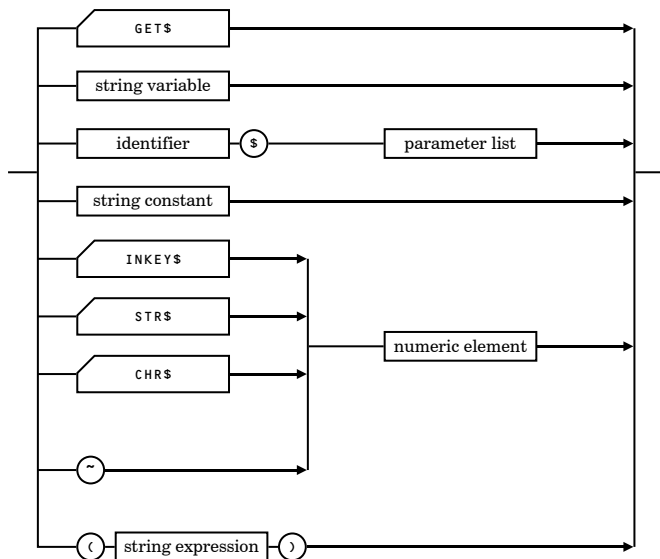 GET$
string variable
identifier $ parameter list
string constant
INKEY$
STR$
numeric element
CHR$
~
( string expression )